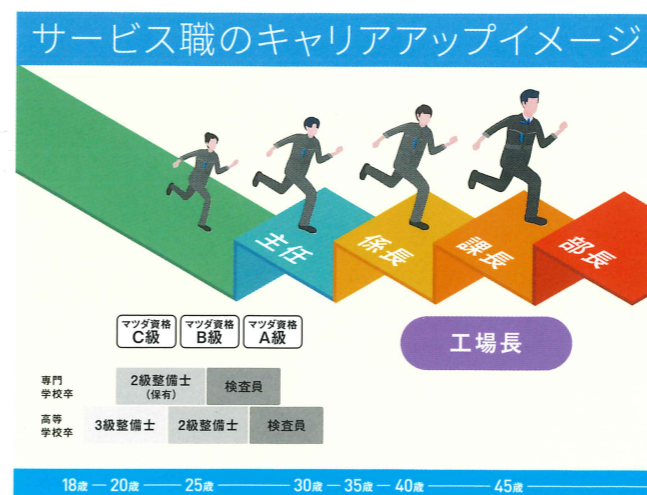 サービス職のキャリアアップイメージ
主任
係長
課長
部長
マツダ資格
C級
マツダ資格
B級
マツダ資格
A級
工場長
専門
学校卒
2級整備士
(保有)
検査員
高等
学校卒
3級整備士
2級整備士
検査員
18歳 20歳 25歳 30歳 35歳 40歳 45歳